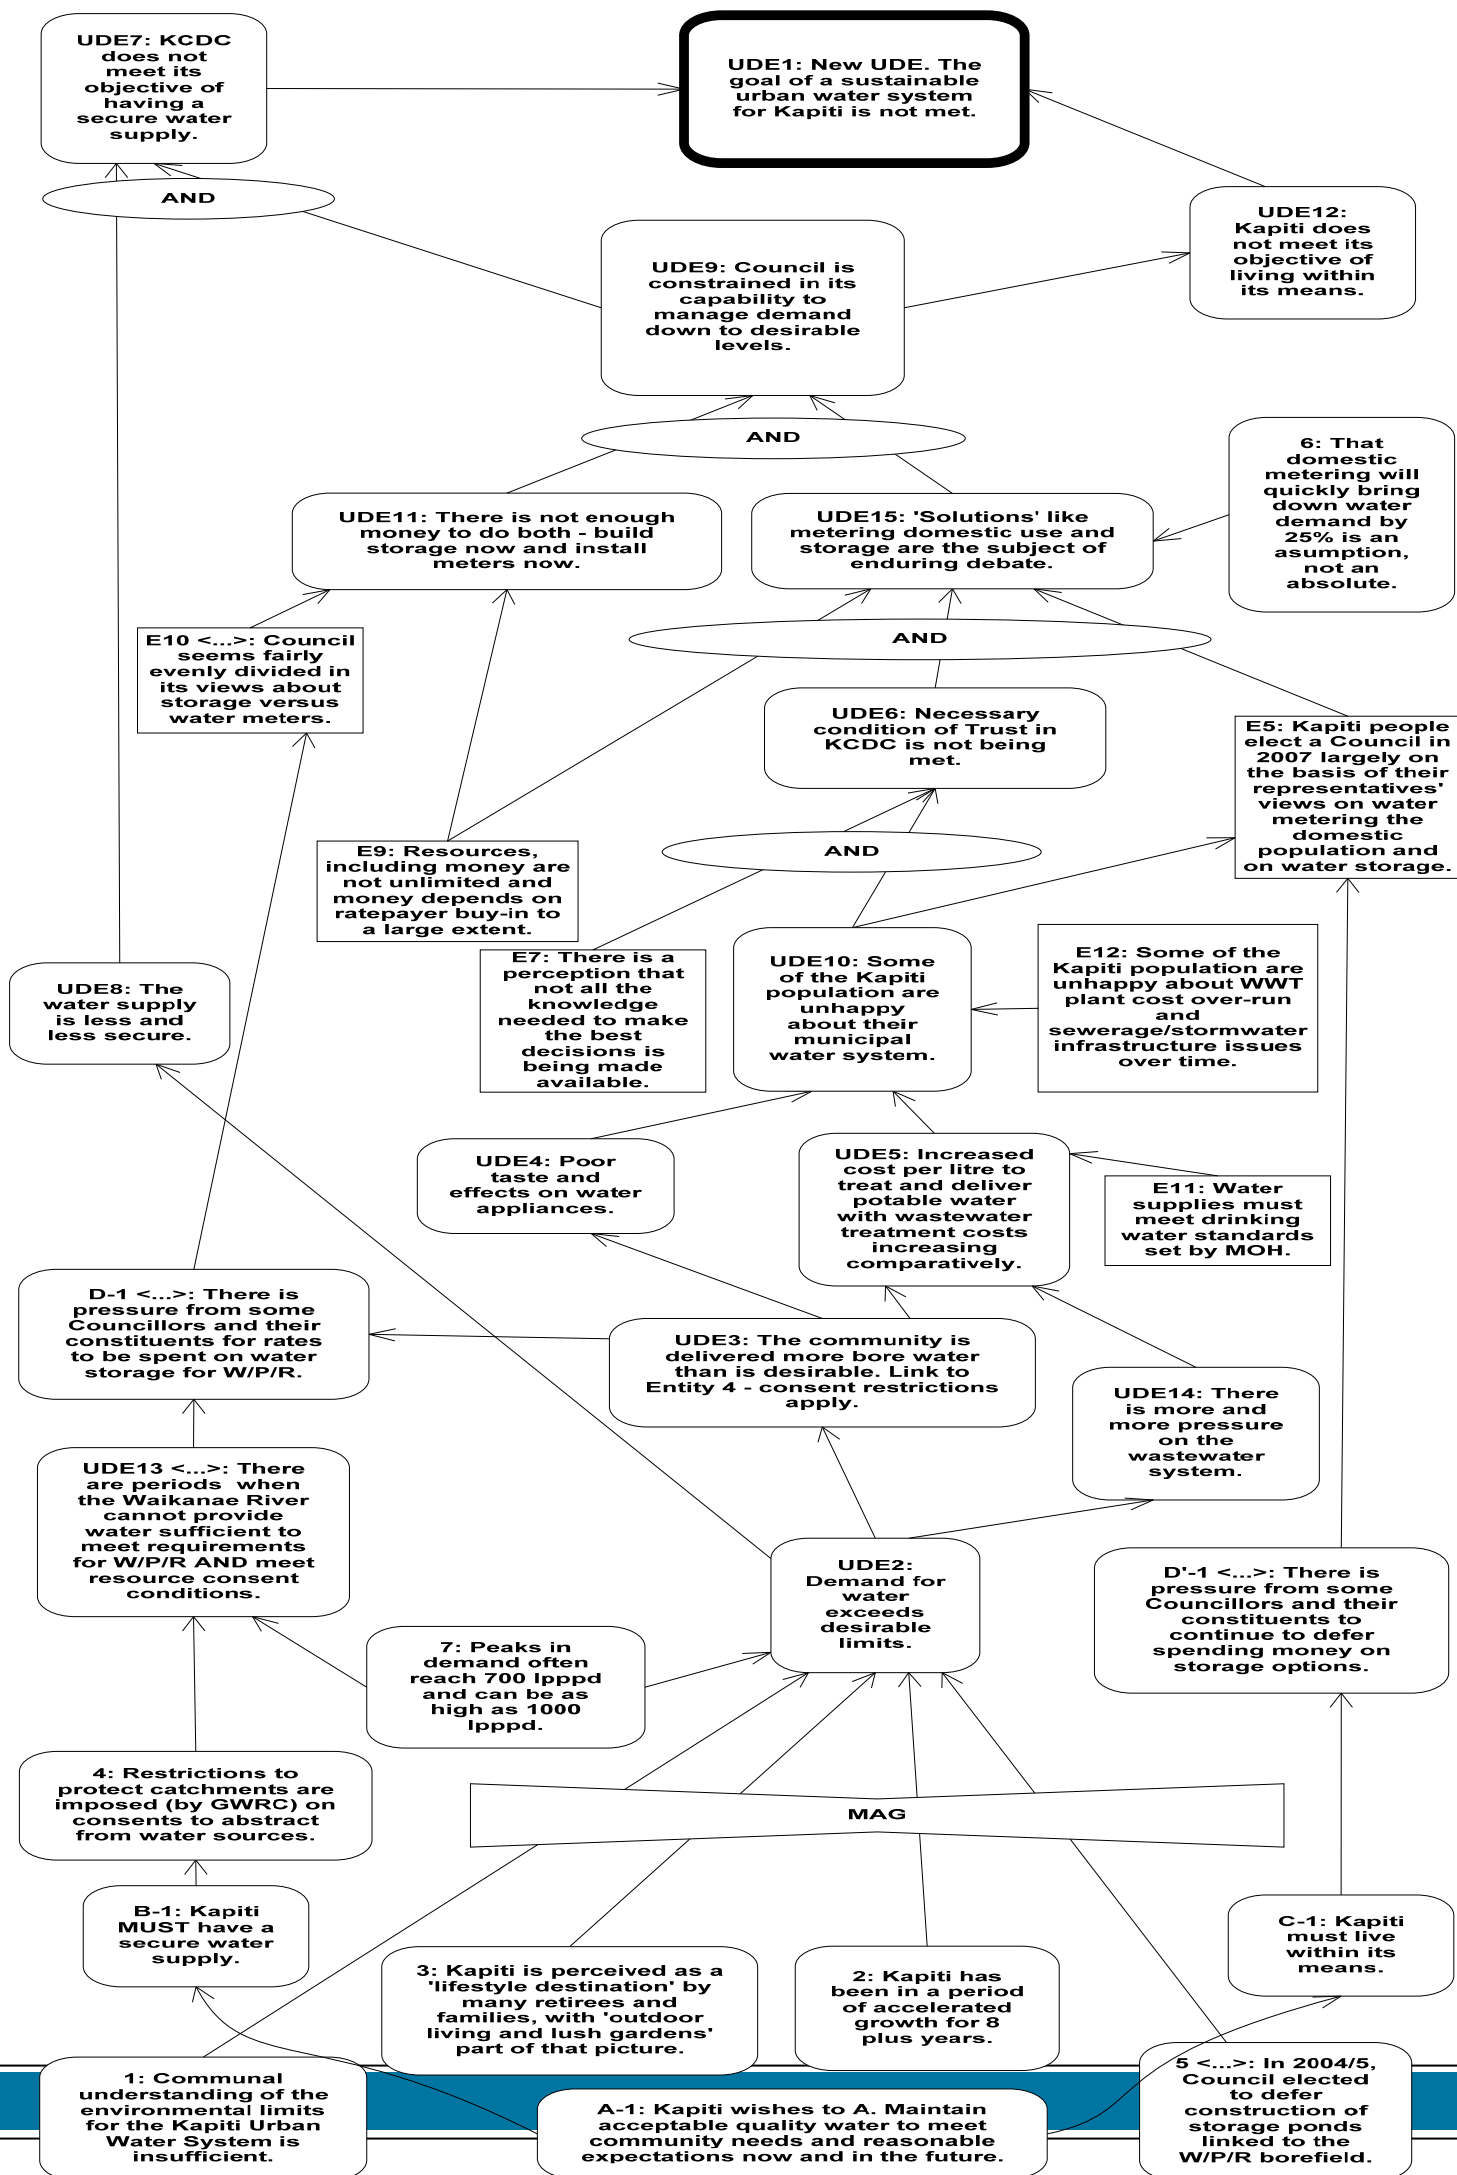 UDE7: KCDC
does not
meet its
objective of
having a
secure water
supply.
UDE1: New UDE. The
goal of a sustainable
urban water system
for Kapiti is not met.
AND
UDE12:
Kapiti does
not meet its
objective of
living within
its means.
UDE9: Council is
constrained in its
capability to
manage demand
down to desirable
levels.
AND
6: That
domestic
metering will
quickly bring
down water
demand by
25% is an
asumption,
not an
absolute.
UDE11: There is not enough
money to do both - build
storage now and install
meters now.
UDE15: 'Solutions' like
metering domestic use and
storage are the subject of
enduring debate.
E10 <...>: Council
seems fairly
evenly divided in
its views about
storage versus
water meters.
AND
UDE6: Necessary
condition of Trust in
KCDC is not being
met.
E5: Kapiti people
elect a Council in
2007 largely on
the basis of their
representatives'
views on water
metering the
domestic
population and
on water storage.
E9: Resources,
including money are
not unlimited and
money depends on
ratepayer buy-in to
a large extent.
AND
E7: There is a
perception that
not all the
knowledge
needed to make
the best
decisions is
being made
available.
UDE10: Some
of the Kapiti
population are
unhappy
about their
municipal
water system.
E12: Some of the
Kapiti population are
unhappy about WWT
plant cost over-run
and
sewerage/stormwater
infrastructure issues
over time.
UDE8: The
water supply
is less and
less secure.
UDE4: Poor
taste and
effects on water
appliances.
UDE5: Increased
cost per litre to
treat and deliver
potable water
with wastewater
treatment costs
increasing
comparatively.
E11: Water
supplies must
meet drinking
water standards
set by MOH.
D-1 <...>: There is
pressure from some
Councillors and their
constituents for rates
to be spent on water
storage for W/P/R.
UDE3: The community is
delivered more bore water
than is desirable. Link to
Entity 4 - consent restrictions
apply.
UDE14: There
is more and
more pressure
on the
wastewater
system.
UDE13 <...>: There
are periods  when
the Waikanae River
cannot provide
water sufficient to
meet requirements
for W/P/R AND meet
resource consent
conditions.
UDE2:
Demand for
water
exceeds
desirable
limits.
D'-1 <...>: There is
pressure from some
Councillors and their
constituents to
continue to defer
spending money on
storage options.
7: Peaks in
demand often
reach 700 lpppd
and can be as
high as 1000
lpppd.
4: Restrictions to
protect catchments are
imposed (by GWRC) on
consents to abstract
from water sources.
MAG
B-1: Kapiti
MUST have a
secure water
supply.
C-1: Kapiti
must live
within its
means.
3: Kapiti is perceived as a
'lifestyle destination' by
many retirees and
families, with 'outdoor
living and lush gardens'
part of that picture.
2: Kapiti has
been in a period
of accelerated
growth for 8
plus years.
1: Communal
understanding of the
environmental limits
for the Kapiti Urban
Water System is
insufficient.
A-1: Kapiti wishes to A. Maintain
acceptable quality water to meet
community needs and reasonable
expectations now and in the future.
5 <...>: In 2004/5,
Council elected
to defer
construction of
storage ponds
linked to the
W/P/R borefield.